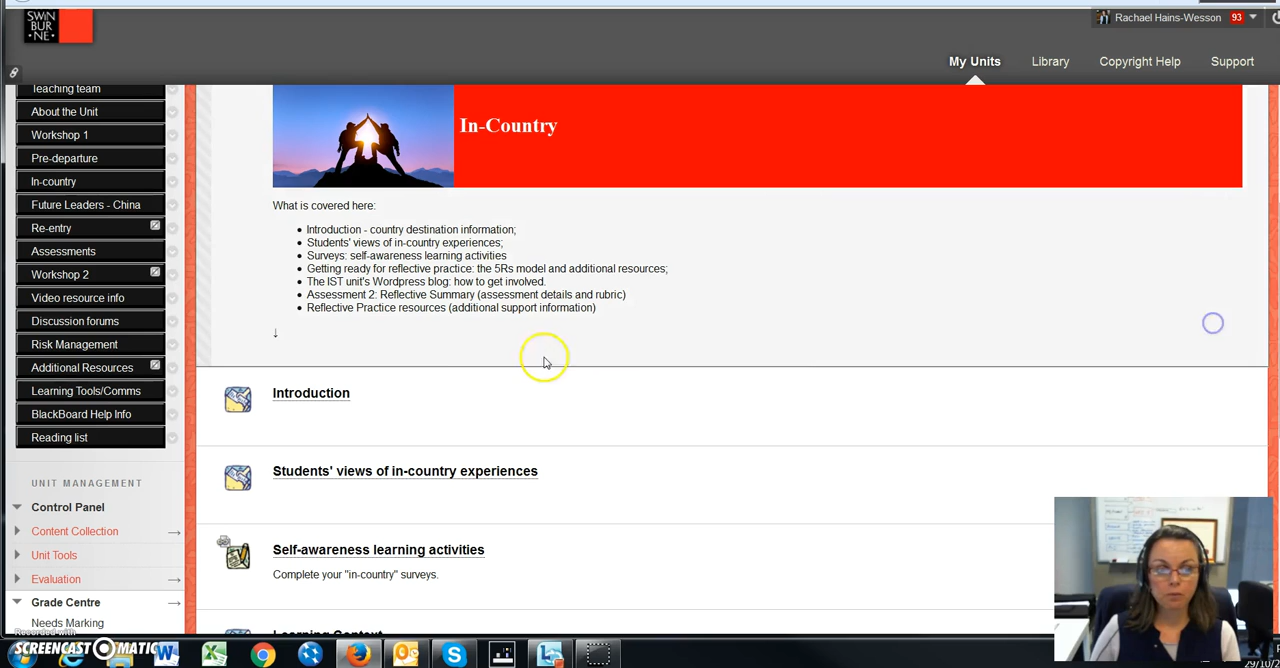 SWIN
BUR
•NE•
Rachael Hains-Wesson 93
My Units Library Copyright Help Support
Teaching team
About the Unit
Workshop 1
Pre-departure
In-country
Future Leaders - China
Re-entry
Assessments
Workshop 2
Video resource info
Discussion forums
Risk Management
Additional Resources
Learning Tools/Comms
BlackBoard Help Info
Reading list
UNIT MANAGEMENT
Control Panel
Content Collection
Unit Tools
Evaluation
Grade Centre
Needs Marking
In-Country
What is covered here:
• Introduction - country destination information;
• Students' views of in-country experiences;
• Surveys: self-awareness learning activities
• Getting ready for reflective practice: the 5Rs model and additional resources;
• The IST unit's Wordpress blog: how to get involved.
• Assessment 2: Reflective Summary (assessment details and rubric)
• Reflective Practice resources (additional support information)
↓
Introduction
Students' views of in-country experiences
Self-awareness learning activities
Complete your "in-country" surveys.
Learning Context
Recorded with
SCREENCAST MATIC
29/10/